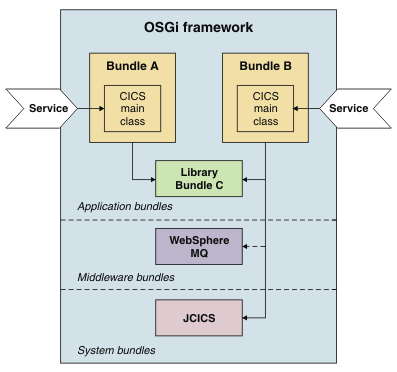 OSGi framework
Bundle A
Bundle B
CICS
main
class
CICS
main
class
Service
Service
Library
Bundle C
Application bundles
WebSphere
MQ
Middleware bundles
JCICS
System bundles